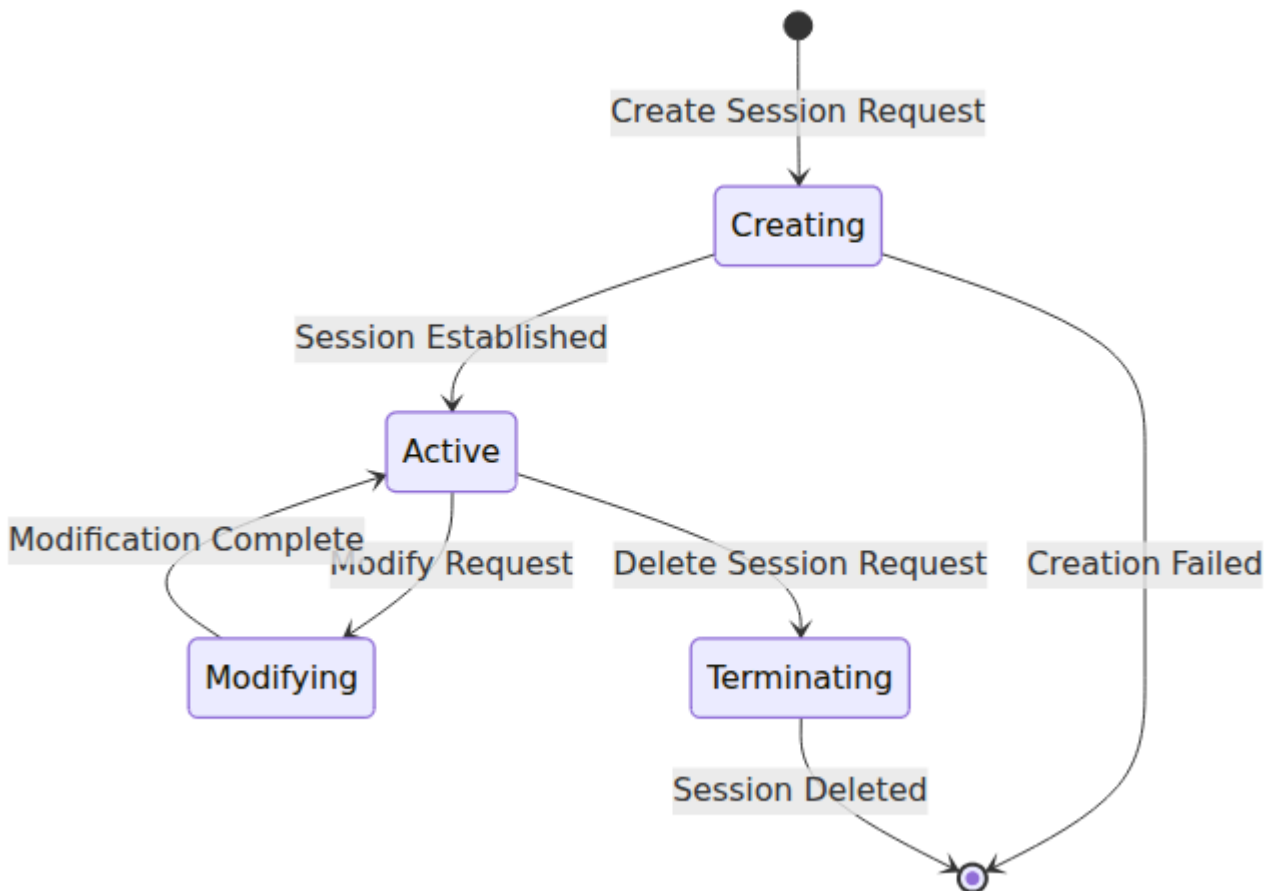 Create Session Request
Creating
Session Established
Active
Modification Complete
Modify Request
Delete Session Request
Creation Failed
Modifying
Terminating
Session Deleted